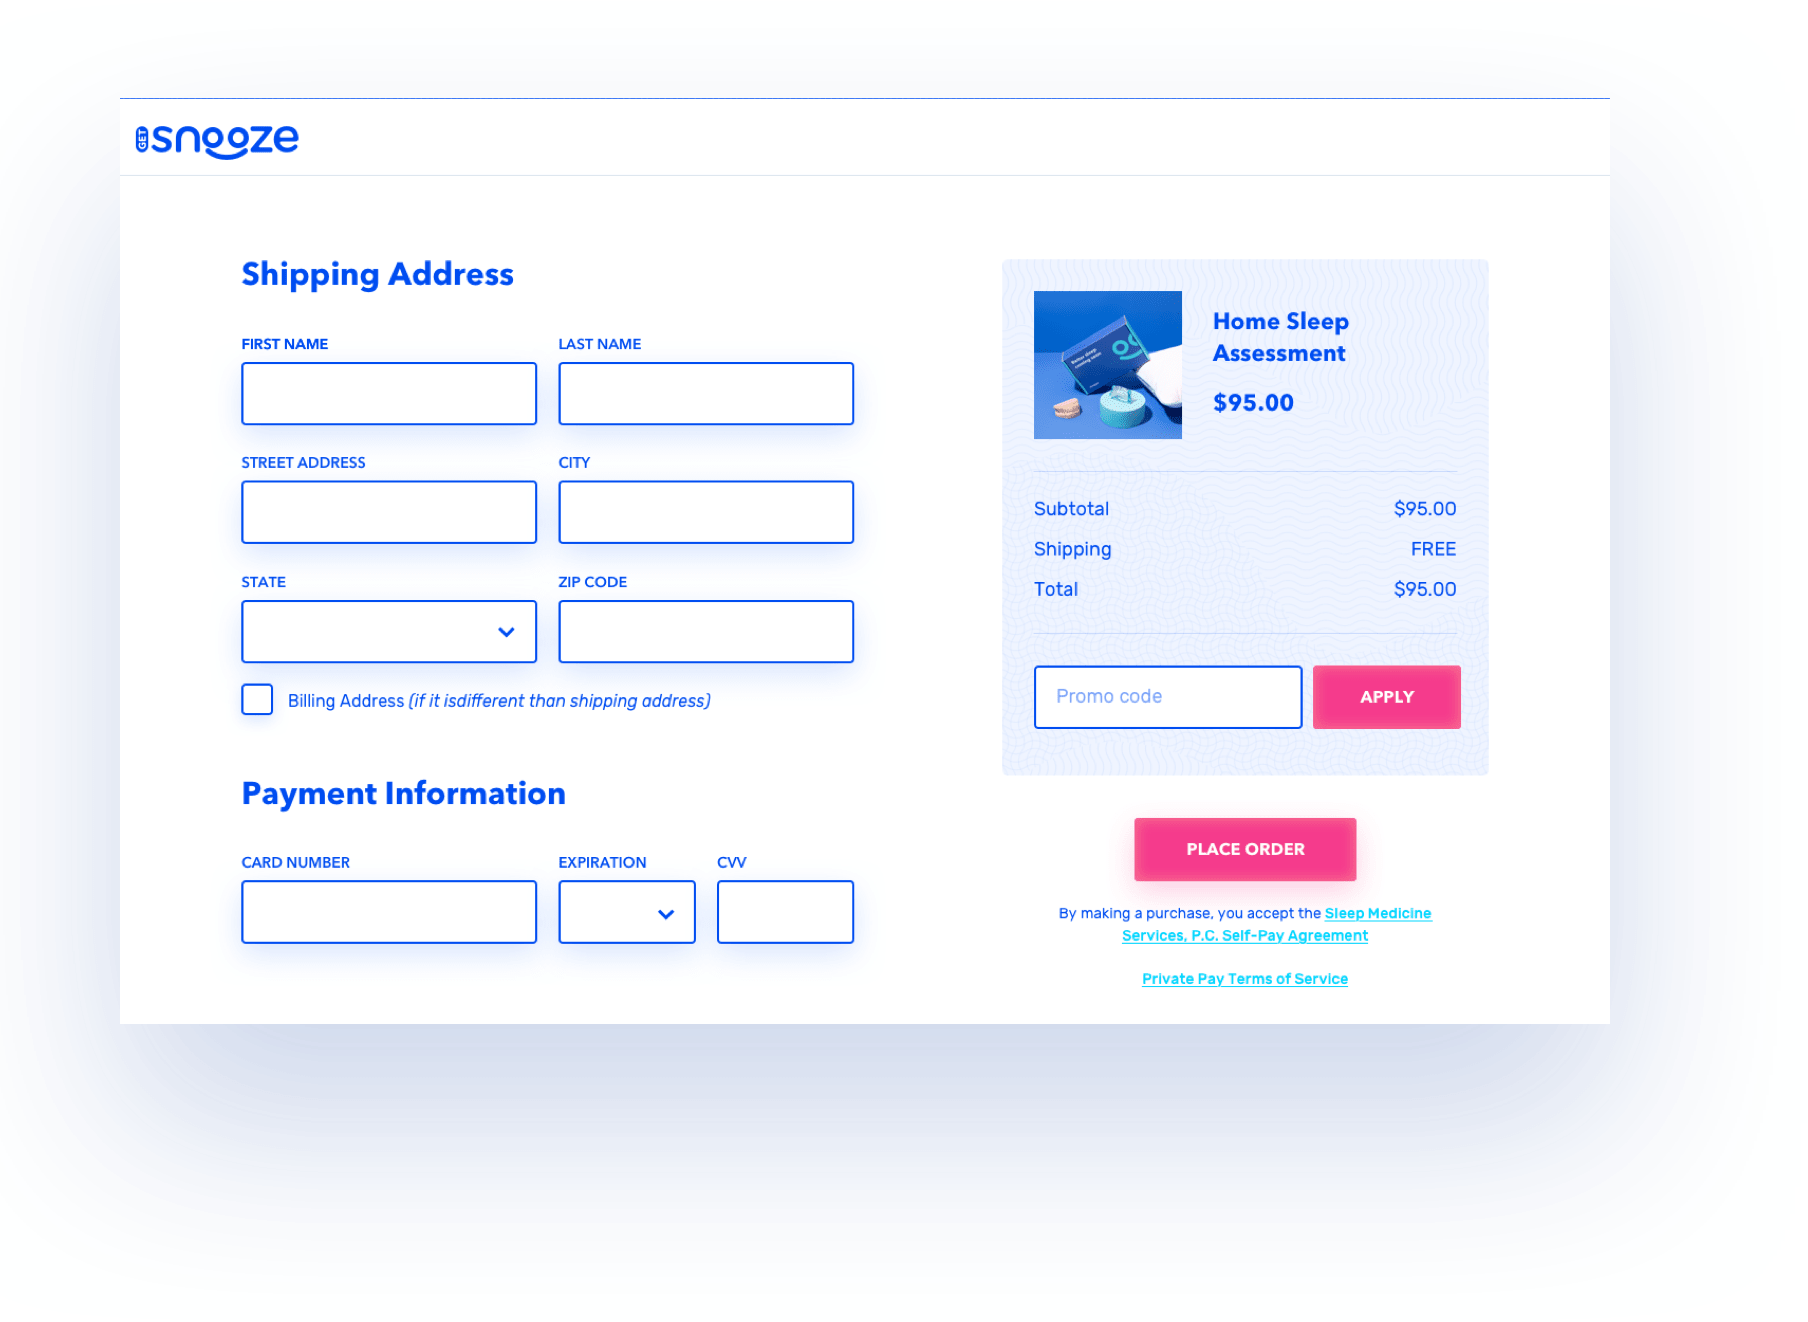 GET snooze
Shipping Address
FIRST NAME
LAST NAME
STREET ADDRESS
CITY
STATE
ZIP CODE
Billing Address (if it isdifferent than shipping address)
Payment Information
CARD NUMBER
EXPIRATION
CVV
Home Sleep
Assessment
$95.00
Subtotal $95.00
Shipping FREE
Total $95.00
Promo code
APPLY
PLACE ORDER
By making a purchase, you accept the Sleep Medicine
Services, P.C. Self-Pay Agreement
Private Pay Terms of Service